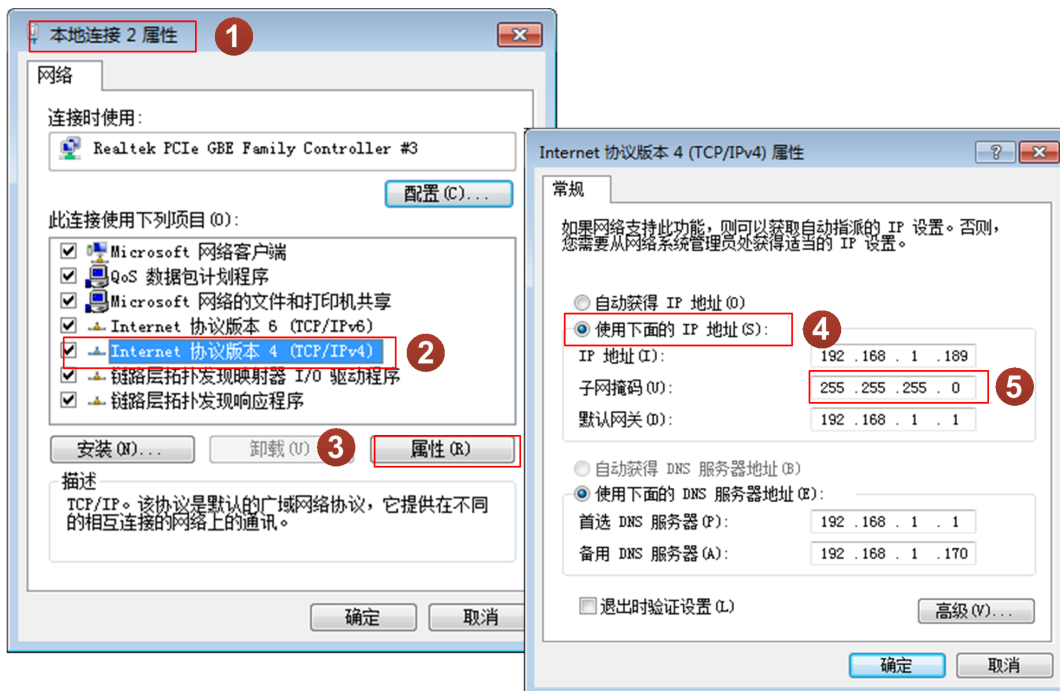 本地连接 2 属性
1
网络
连接时使用:
Realtek PCIe GBE Family Controller #3
配置(C)...
此连接使用下列项目(O):
Microsoft 网络客户端
QoS 数据包计划程序
Microsoft 网络的文件和打印机共享
Internet 协议版本 6 (TCP/IPv6)
Internet 协议版本 4 (TCP/IPv4)
2
链路层拓扑发现映射器 I/O 驱动程序
链路层拓扑发现响应程序
安装(N)...
卸载(U)
3
属性(R)
描述
TCP/IP。该协议是默认的广域网络协议，它提供在不同
的相互连接的网络上的通讯。
确定
取消
Internet 协议版本 4 (TCP/IPv4) 属性
?
常规
如果网络支持此功能，则可以获取自动指派的 IP 设置。否则，
您需要从网络系统管理员处获得适当的 IP 设置。
自动获得 IP 地址(O)
使用下面的 IP 地址(S):
4
IP 地址(I):
192 .168 . 1 .189
子网掩码(U):
255 .255 .255 . 0
5
默认网关(D):
192 .168 . 1 . 1
自动获得 DNS 服务器地址(B)
使用下面的 DNS 服务器地址(E):
首选 DNS 服务器(P):
192 .168 . 1 . 1
备用 DNS 服务器(A):
192 .168 . 1 .170
退出时验证设置(L)
高级(V)...
确定
取消